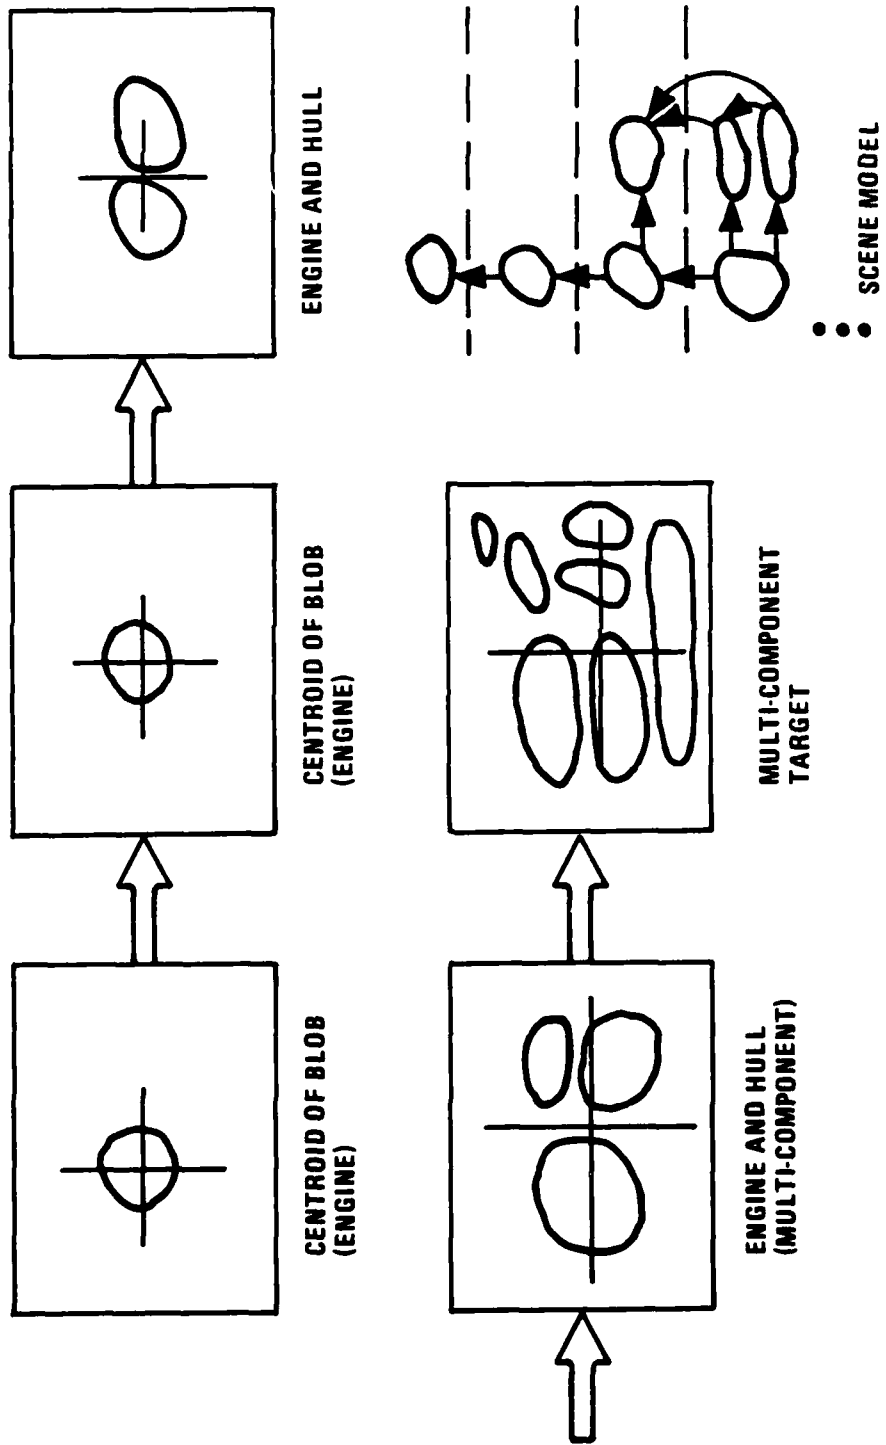 CENTROID OF BLOB
(ENGINE)
CENTROID OF BLOB
(ENGINE)
ENGINE AND HULL
ENGINE AND HULL
(MULTI-COMPONENT)
MULTI-COMPONENT
TARGET
SCENE MODEL